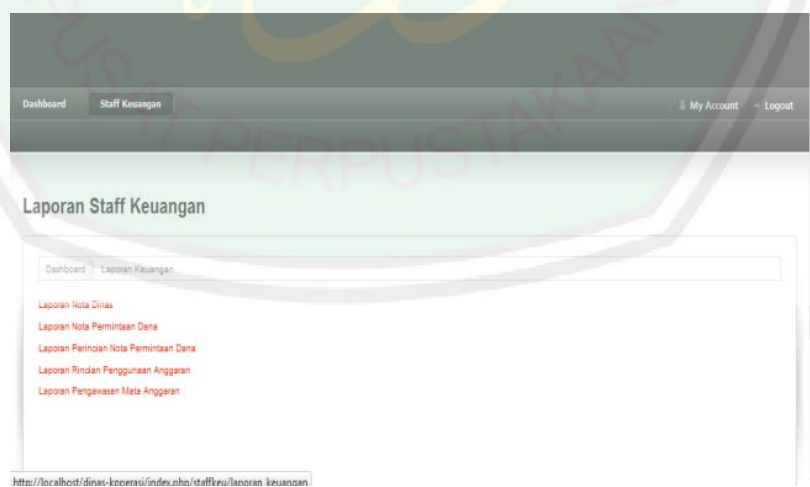 Dashboard Staff Keuangan My Account Logout
PUSAT PERPUSTAKAAN
Laporan Staff Keuangan
Dashboard Laporan Keuangan
Laporan Nota Dinas
Laporan Nota Permintaan Dana
Laporan Perincian Nota Permintaan Dana
Laporan Rincian Penggunaan Anggaran
Laporan Pengawasan Mata Anggaran
http://localhost/dinas-koperasi/index.php/staffkeu/laporan_keuangan